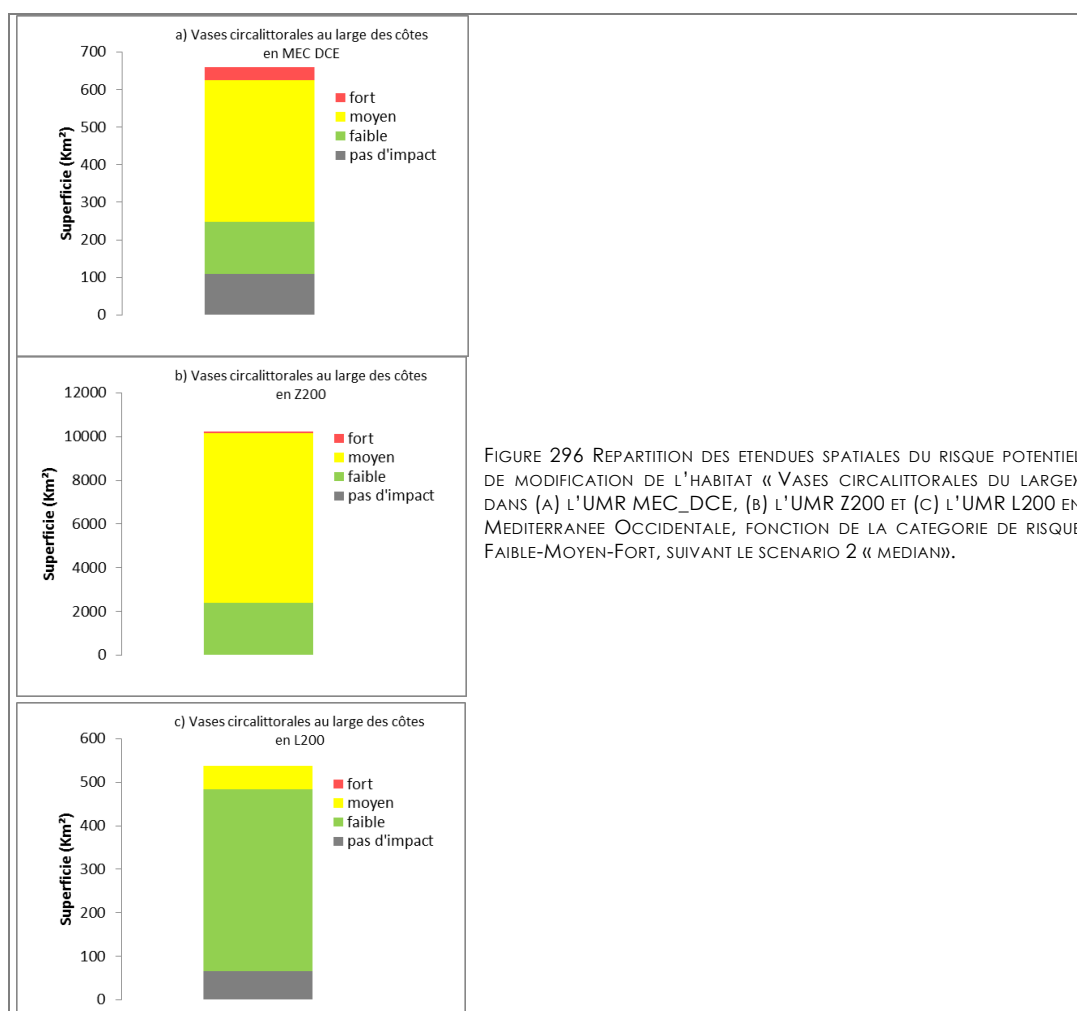 a) Vases circalittorales au large des côtes
en MEC DCE
700
600
500
400
300
200
100
0
Superficie (Km²)
fort
moyen
faible
pas d'impact
b) Vases circalittorales au large des côtes
en Z200
12000
10000
8000
6000
4000
2000
0
Superficie (Km²)
fort
moyen
faible
pas d'impact
c) Vases circalittorales au large des côtes
en L200
600
500
400
300
200
100
0
Superficie (Km²)
fort
moyen
faible
pas d'impact
FIGURE 296 REPARTITION DES ETENDUES SPATIALES DU RISQUE POTENTIEL
DE MODIFICATION DE L'HABITAT « VASES CIRCALITTORALES DU LARGE»
DANS (A) L'UMR MEC_DCE, (B) L'UMR Z200 ET (C) L'UMR L200 EN
MEDITERRANEE OCCIDENTALE, FONCTION DE LA CATEGORIE DE RISQUE
FAIBLE-MOYEN-FORT, SUIVANT LE SCENARIO 2 « MEDIAN».